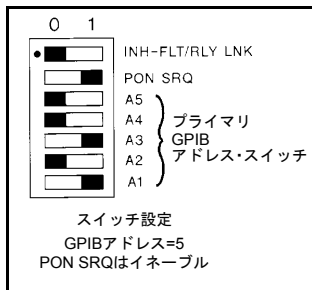 0 1
INH-FLT/RLY LNK
PON SRQ
A5
A4
A3
A2
A1
プライマリ
GPIB
アドレス･スイッチ
スイッチ設定
GPIBアドレス=5
PON SRQはイネーブル